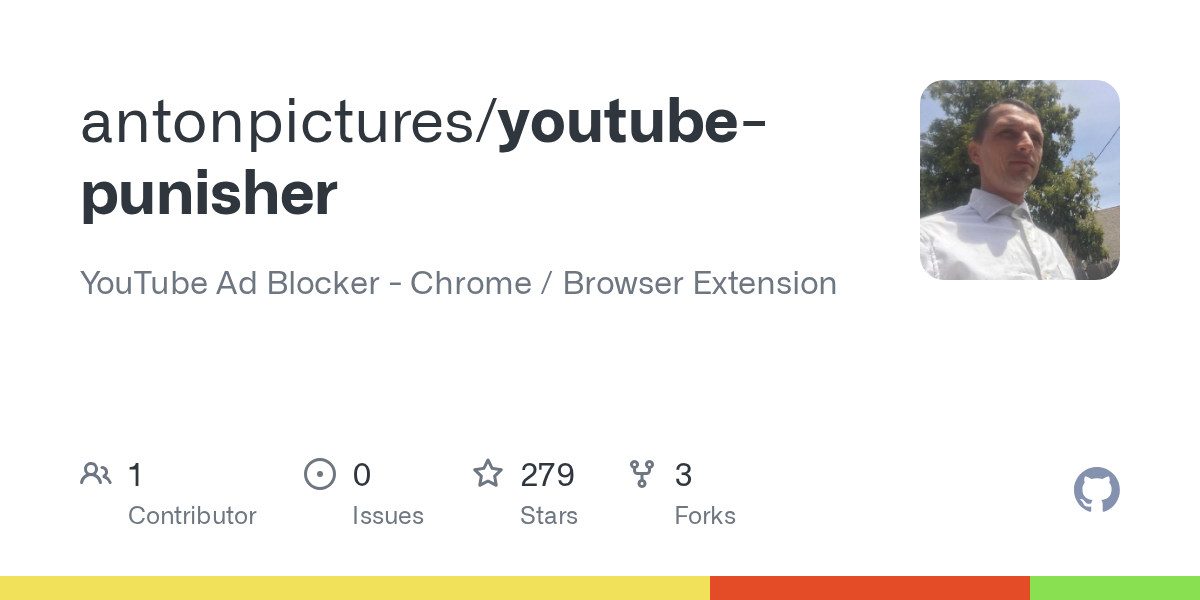 antonpictures/youtube-
punisher
YouTube Ad Blocker - Chrome / Browser Extension
1 0 279 3
Contributor Issues Stars Forks